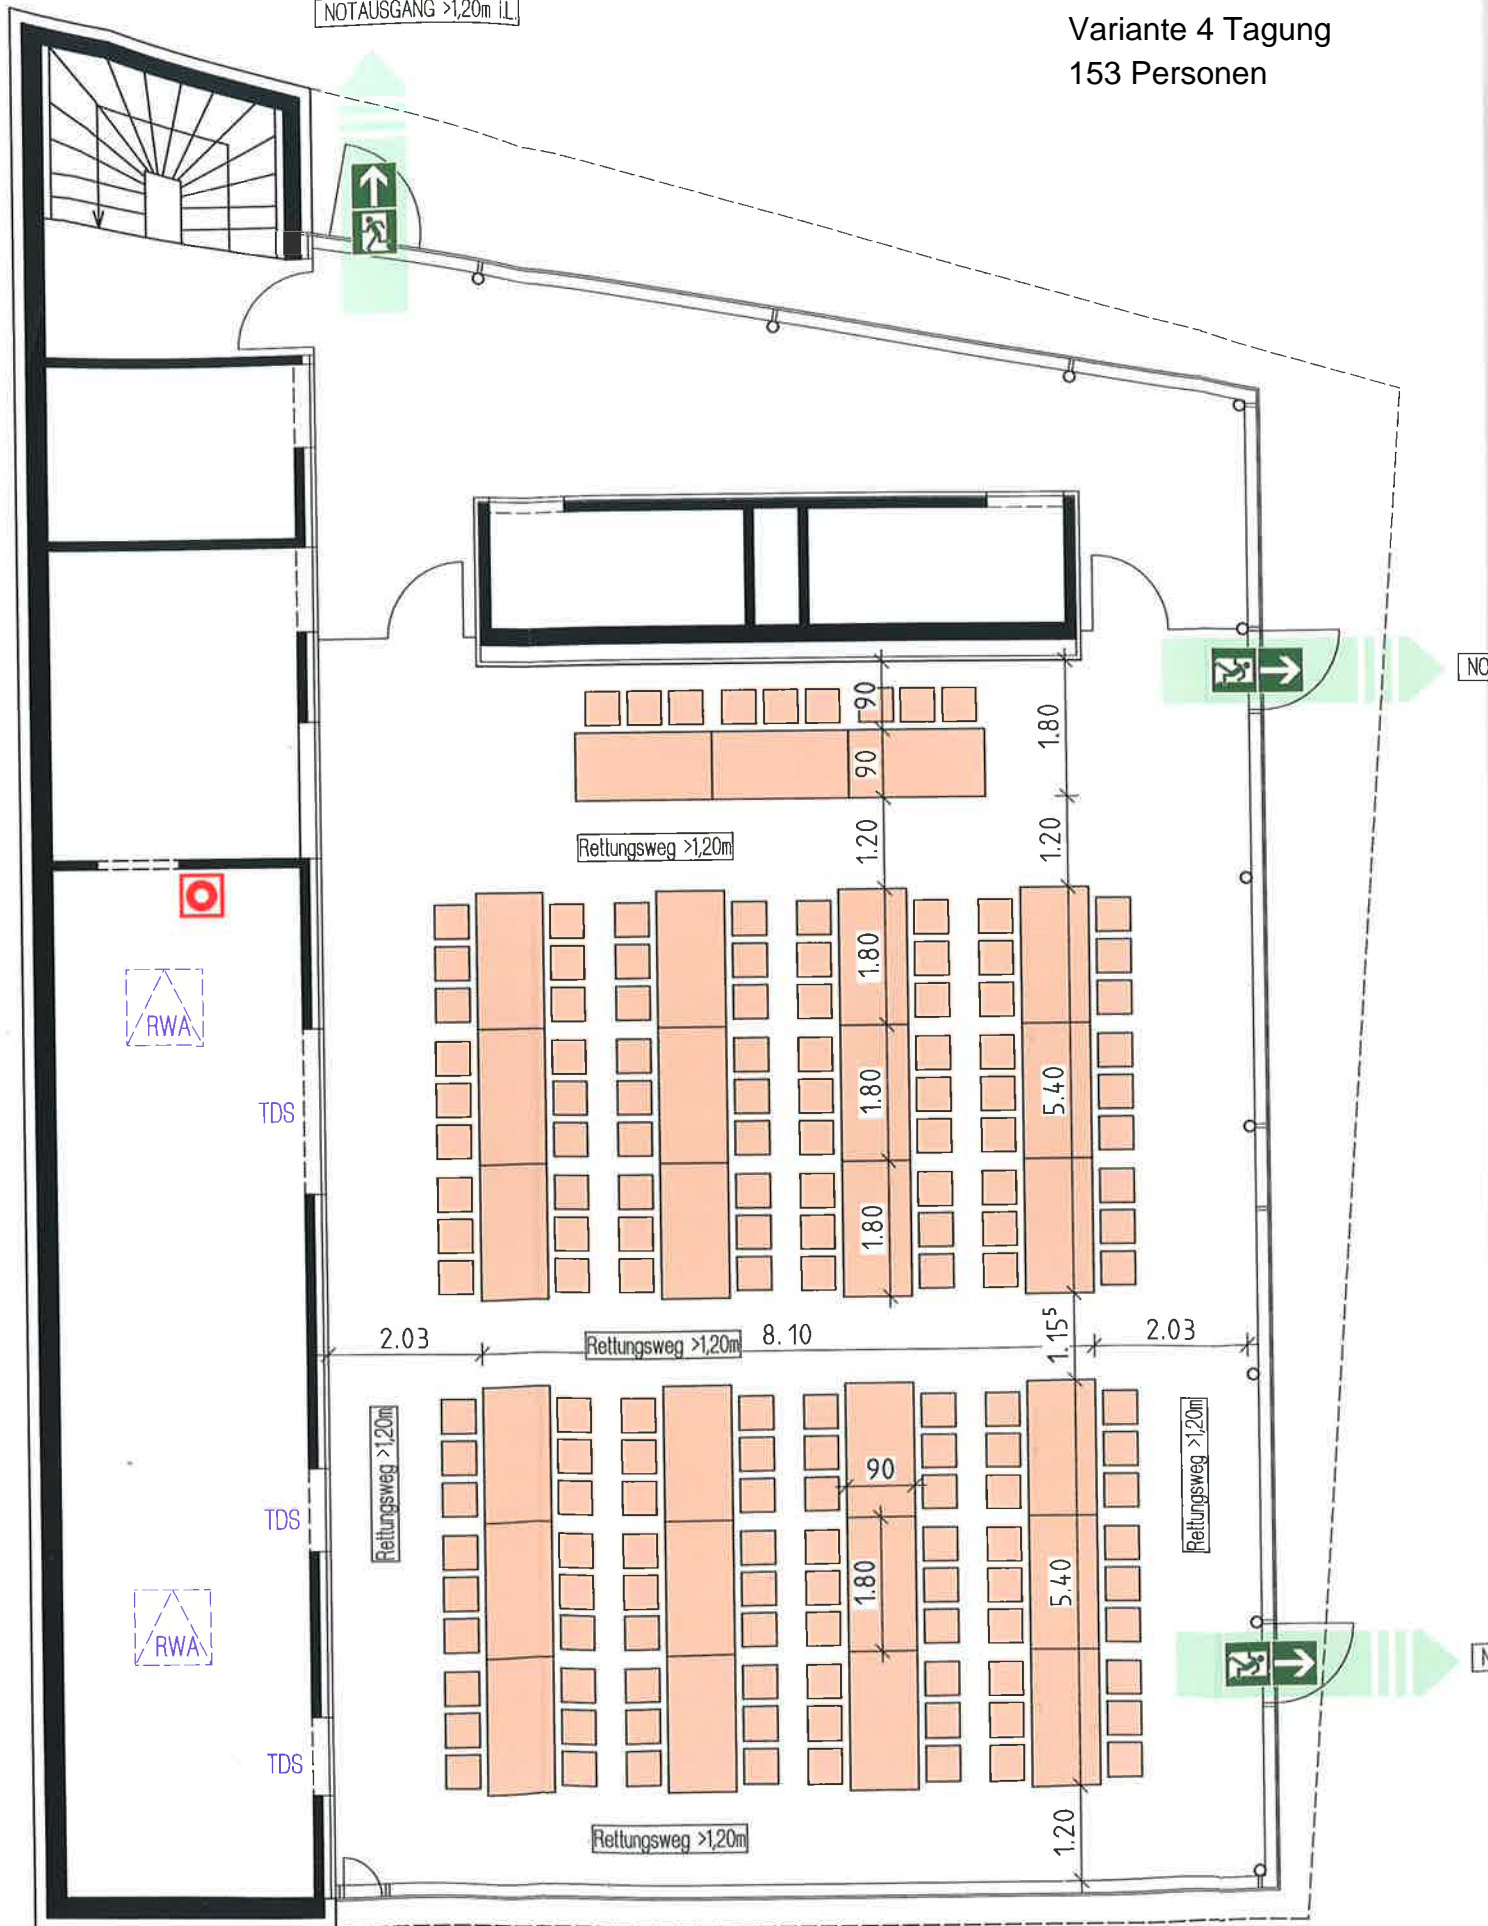 NOTAUSGANG >1,20m i.L.
Variante 4 Tagung
153 Personen
NO
90
1.80
90
1.20
1.20
Rettungsweg >1,20m
1.80
RWA
TDS
1.80
5.40
1.80
2.03
Rettungsweg >1,20m
8.10
1.15⁵
2.03
Rettungsweg >1,20m
Rettungsweg >1,20m
90
TDS
1.80
5.40
RWA
N
TDS
Rettungsweg >1,20m
1.20